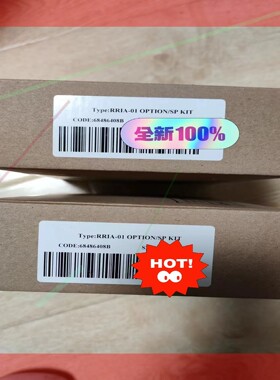 Type:RRIA-01 OPTION/SP KIT
CODE:68486408B
全新100%
Type:RRIA-01 OPTION/SP KIT
CODE:68486408B
S
HOT!